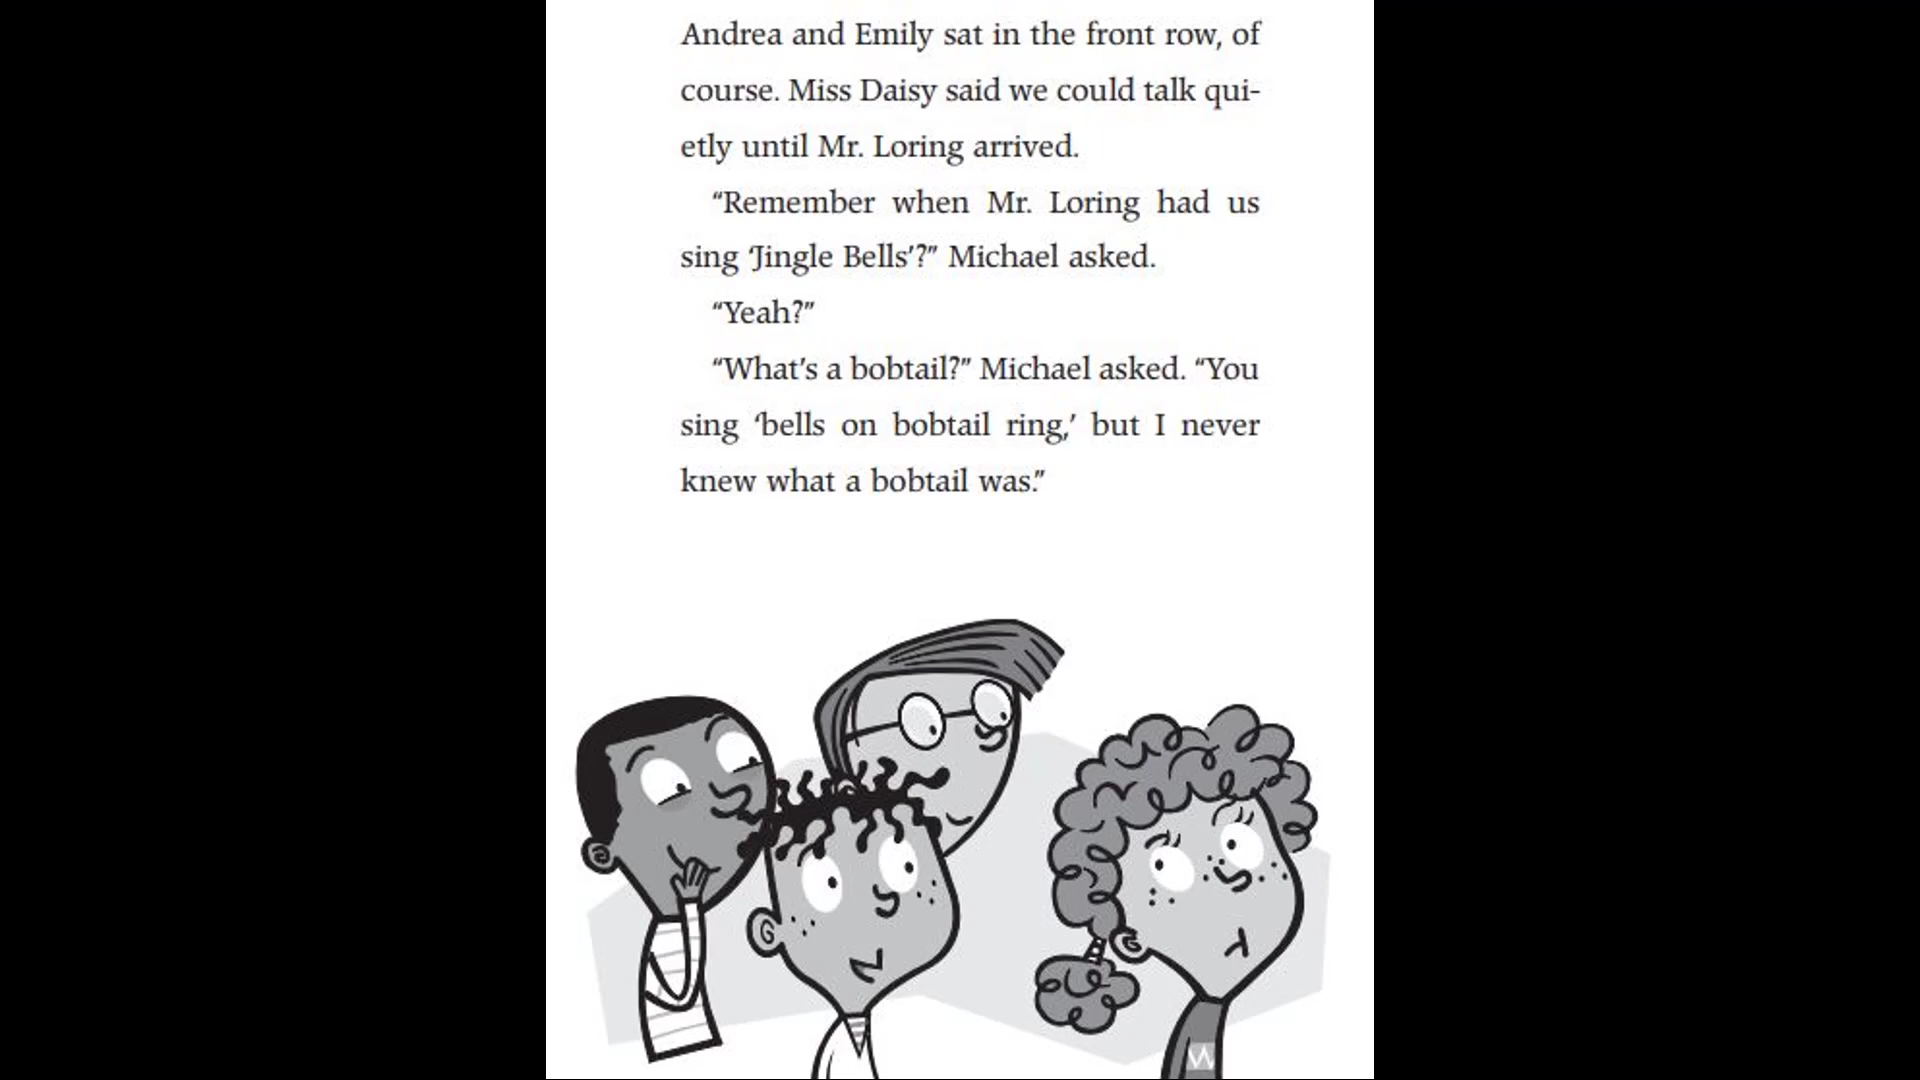 Andrea and Emily sat in the front row, of
course. Miss Daisy said we could talk qui-
etly until Mr. Loring arrived.
“Remember when Mr. Loring had us
sing ‘Jingle Bells’?” Michael asked.
“Yeah?”
“What’s a bobtail?” Michael asked. “You
sing ‘bells on bobtail ring,’ but I never
knew what a bobtail was.”
W